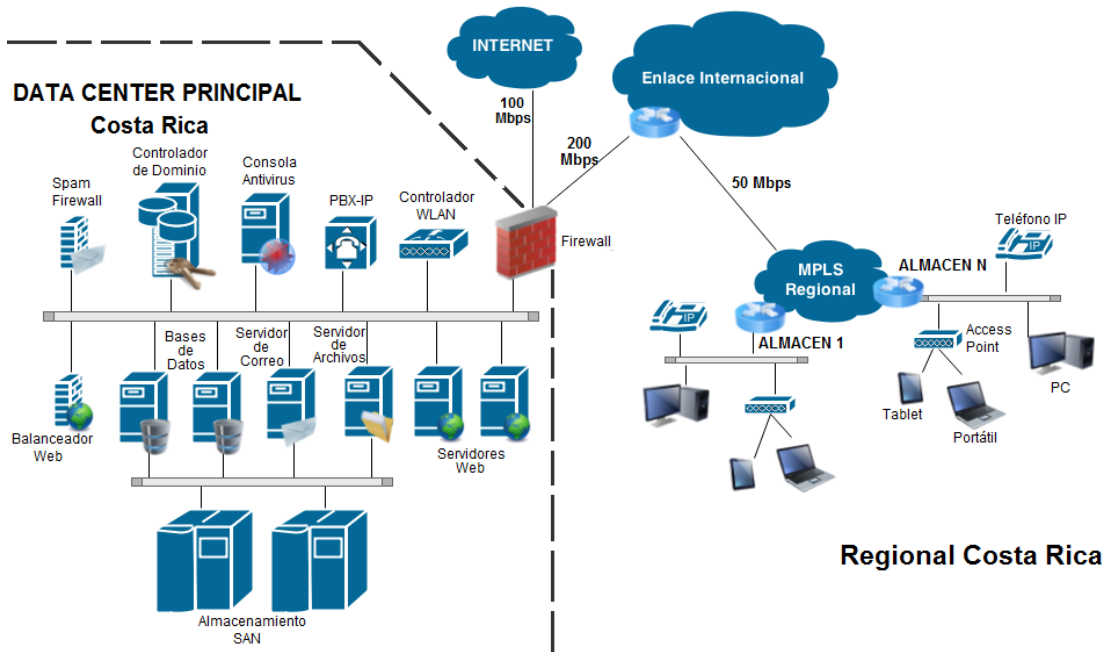 INTERNET
Enlace Internacional
DATA CENTER PRINCIPAL
Costa Rica
100
Mbps
200
Mbps
50 Mbps
Spam
Firewall
Controlador
de Dominio
Consola
Antivirus
PBX-IP
Controlador
WLAN
Firewall
MPLS
Regional
Teléfono IP
IP
ALMACEN N
IP
ALMACEN 1
Access
Point
PC
Tablet
Portátil
Bases
de
Datos
Servidor
de
Correo
Servidor
de
Archivos
Balanceador
Web
Servidores
Web
Almacenamiento
SAN
Regional Costa Rica